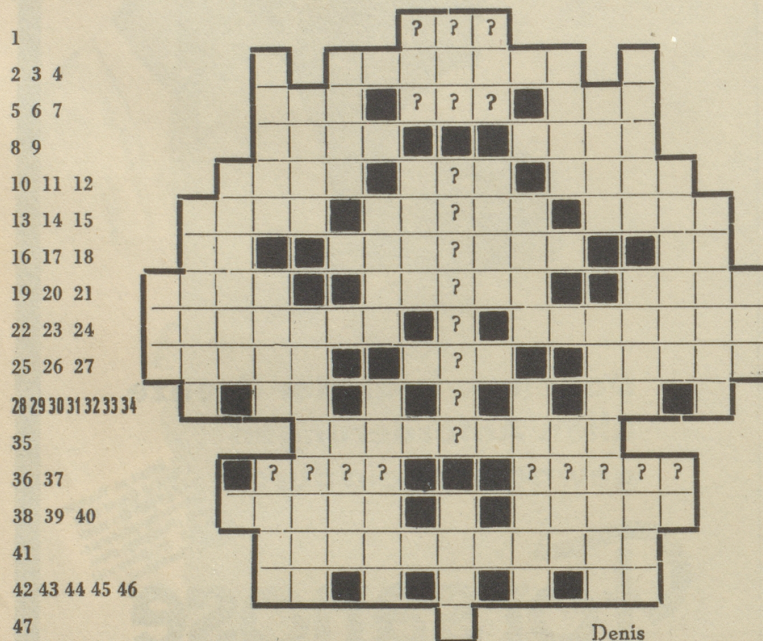 1 ? ? ?
2 3 4
5 6 7 ? ? ?
8 9
10 11 12 ?
13 14 15 ?
16 17 18 ?
19 20 21 ?
22 23 24 ?
25 26 27 ?
28 29 30 31 32 33 34 ?
35 ?
36 37 ? ? ? ? ? ? ? ? ?
38 39 40
41
42 43 44 45 46
47
Denis